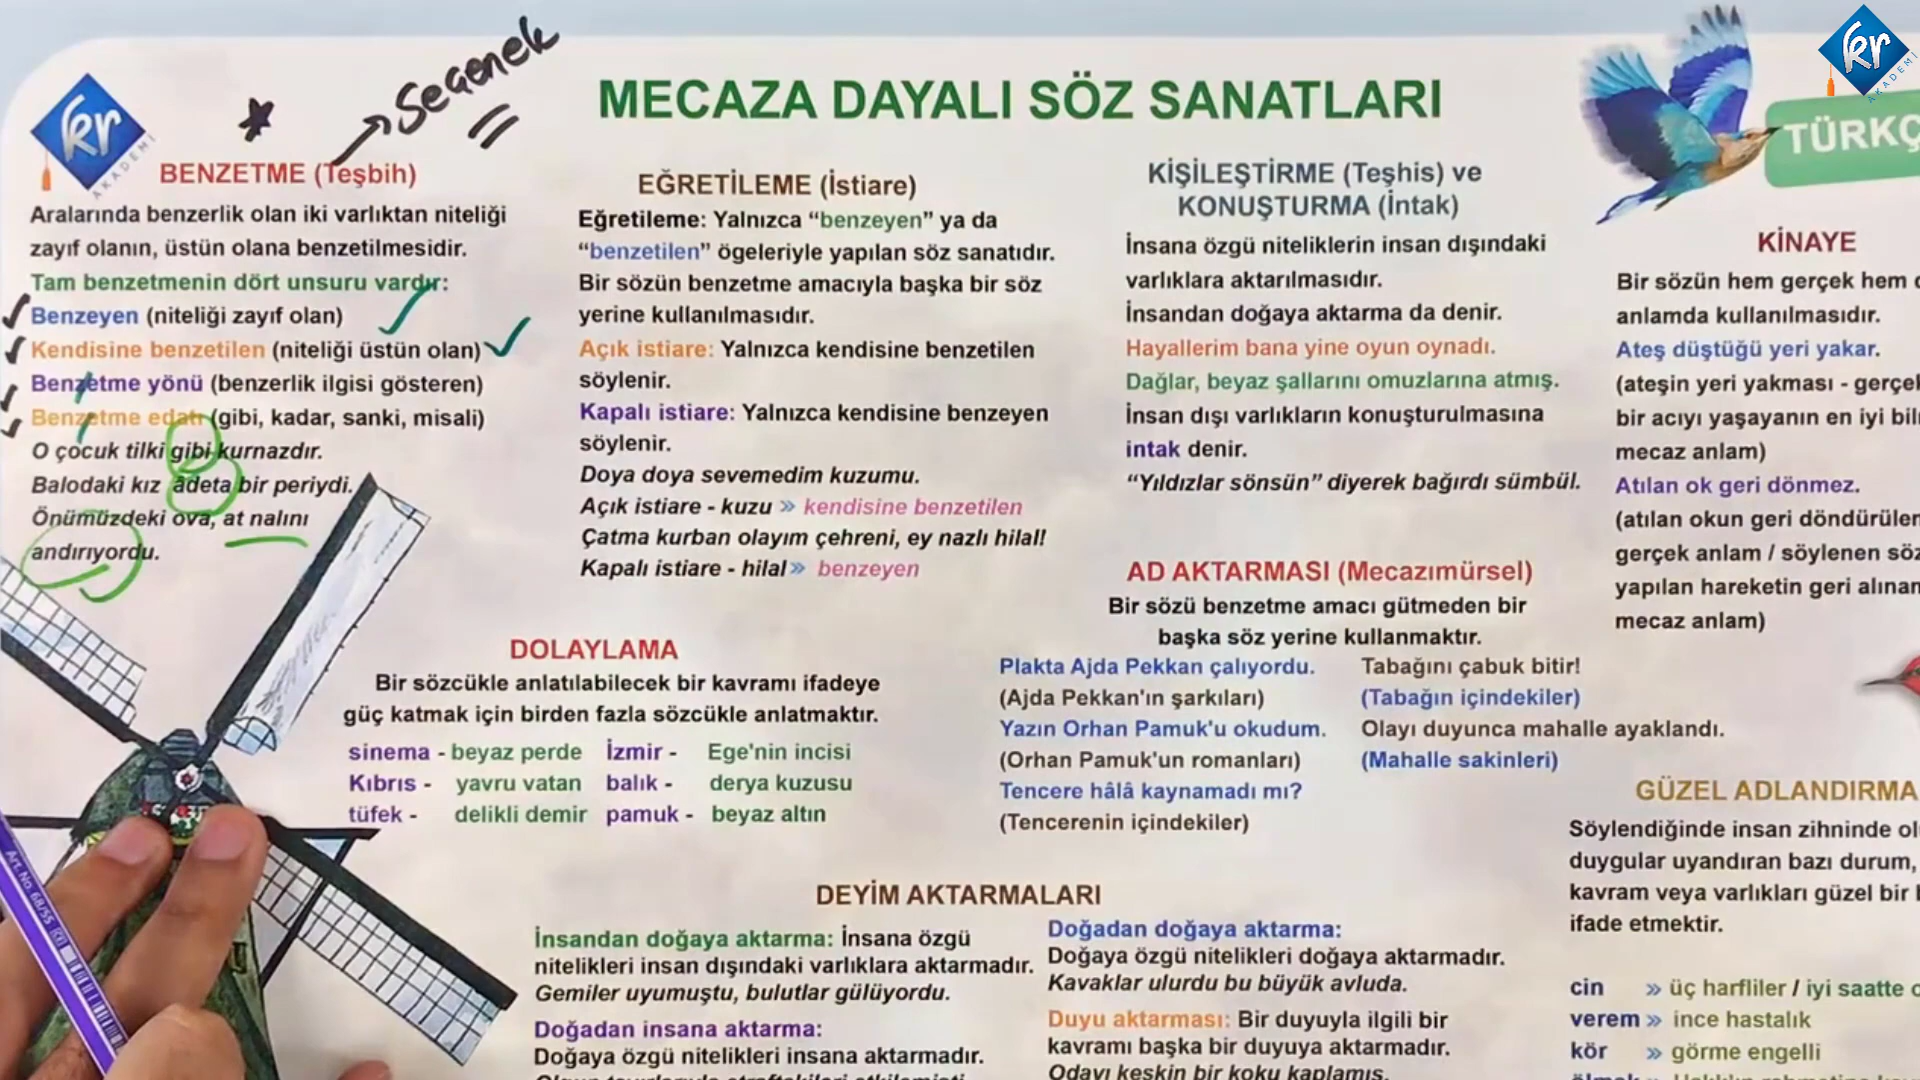 kr
AKADEMİ
Seçenek
MECAZA DAYALI SÖZ SANATLARI
kr
AKADEMİ
TÜRKÇ
BENZETME (Teşbih)
Aralarında benzerlik olan iki varlıktan niteliği
zayıf olanın, üstün olana benzetilmesidir.
Tam benzetmenin dört unsuru vardır:
Benzeyen (niteliği zayıf olan)
Kendisine benzetilen (niteliği üstün olan)
Benzetme yönü (benzerlik ilgisi gösteren)
Benzetme edatı (gibi, kadar, sanki, misali)
O çocuk tilki gibi kurnazdır.
Balodaki kız âdeta bir periydi.
Önümüzdeki ova, at nalını
andırıyordu.
EĞRETİLEME (İstiare)
Eğretileme: Yalnızca “benzeyen” ya da
“benzetilen” ögeleriyle yapılan söz sanatıdır.
Bir sözün benzetme amacıyla başka bir söz
yerine kullanılmasıdır.
Açık istiare: Yalnızca kendisine benzetilen
söylenir.
Kapalı istiare: Yalnızca kendisine benzeyen
söylenir.
Doya doya sevemedim kuzumu.
Açık istiare - kuzu » kendisine benzetilen
Çatma kurban olayım çehreni, ey nazlı hilal!
Kapalı istiare - hilal » benzeyen
KİŞİLEŞTİRME (Teşhis) ve
KONUŞTURMA (İntak)
İnsana özgü niteliklerin insan dışındaki
varlıklara aktarılmasıdır.
İnsandan doğaya aktarma da denir.
Hayallerim bana yine oyun oynadı.
Dağlar, beyaz şallarını omuzlarına atmış.
İnsan dışı varlıkların konuşturulmasına
intak denir.
“Yıldızlar sönsün” diyerek bağırdı sümbül.
KİNAYE
Bir sözün hem gerçek hem
anlamda kullanılmasıdır.
Ateş düştüğü yeri yakar.
(ateşin yeri yakması - gerçek
bir acıyı yaşayanın en iyi
mecaz anlam)
Atılan ok geri dönmez.
(atılan okun geri
gerçek anlam / söylenen
yapılan hareketin geri
mecaz anlam)
AD AKTARMASI (Mecazımürsel)
Bir sözü benzetme amacı gütmeden bir
başka söz yerine kullanmaktır.
Plakta Ajda Pekkan çalıyordu.
(Ajda Pekkan'ın şarkıları)
Yazın Orhan Pamuk'u okudum.
(Orhan Pamuk'un romanları)
Tencere hâlâ kaynamadı mı?
(Tencerenin içindekiler)
Tabağını çabuk bitir!
(Tabağın içindekiler)
Olayı duyunca mahalle ayaklandı.
(Mahalle sakinleri)
DOLAYLAMA
Bir sözcükle anlatılabilecek bir kavramı ifadeye
güç katmak için birden fazla sözcükle anlatmaktır.
sinema - beyaz perde İzmir - Ege'nin incisi
Kıbrıs - yavru vatan balık - derya kuzusu
tüfek - delikli demir pamuk - beyaz altın
GÜZEL ADLANDIRMA
Söylendiğinde insan zihninde
duygular uyandıran bazı durum,
kavram veya varlıkları güzel bir
ifade etmektir.
cin » üç harfliler / iyi saatte
verem » ince hastalık
kör » görme engelli
DEYİM AKTARMALARI
İnsandan doğaya aktarma: İnsana özgü
nitelikleri insan dışındaki varlıklara aktarmadır.
Gemiler uyumuştu, bulutlar gülüyordu.
Doğadan insana aktarma:
Doğaya özgü nitelikleri insana aktarmadır.
Doğadan doğaya aktarma:
Doğaya özgü nitelikleri doğaya aktarmadır.
Kavaklar ulurdu bu büyük avluda.
Duyu aktarması: Bir duyuyla ilgili bir
kavramı başka bir duyuya aktarmadır.
Odayı keskin bir koku kaplamış.
Art. No. 68/55